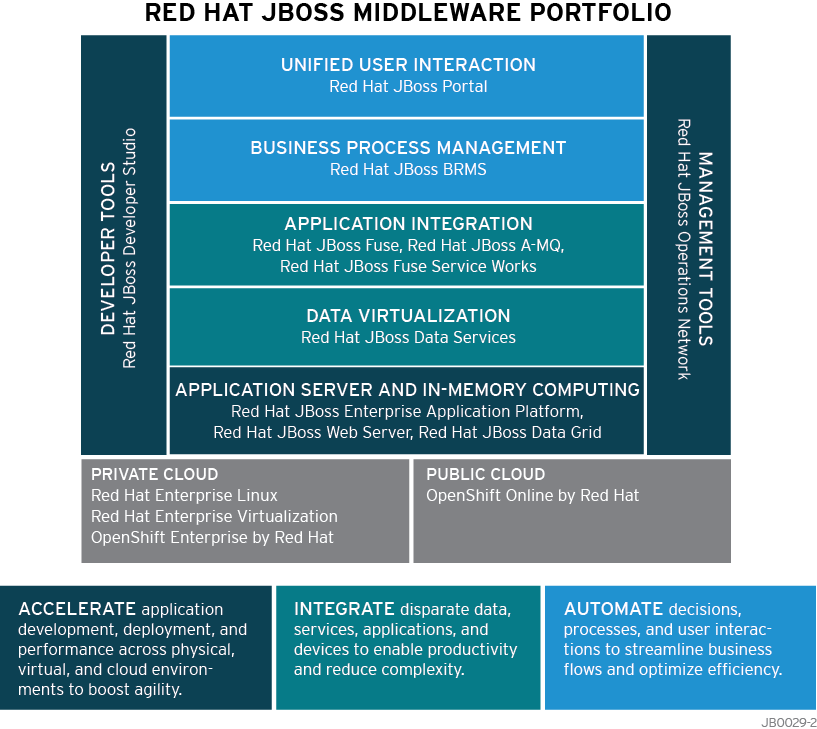 RED HAT JBOSS MIDDLEWARE PORTFOLIO
DEVELOPER TOOLS
Red Hat JBoss Developer Studio
UNIFIED USER INTERACTION
Red Hat JBoss Portal
BUSINESS PROCESS MANAGEMENT
Red Hat JBoss BRMS
APPLICATION INTEGRATION
Red Hat JBoss Fuse, Red Hat JBoss A-MQ,
Red Hat JBoss Fuse Service Works
DATA VIRTUALIZATION
Red Hat JBoss Data Services
APPLICATION SERVER AND IN-MEMORY COMPUTING
Red Hat JBoss Enterprise Application Platform,
Red Hat JBoss Web Server, Red Hat JBoss Data Grid
MANAGEMENT TOOLS
Red Hat JBoss Operations Network
PRIVATE CLOUD
Red Hat Enterprise Linux
Red Hat Enterprise Virtualization
OpenShift Enterprise by Red Hat
PUBLIC CLOUD
OpenShift Online by Red Hat
ACCELERATE application
development, deployment, and
performance across physical,
virtual, and cloud environ-
ments to boost agility.
INTEGRATE disparate data,
services, applications, and
devices to enable productivity
and reduce complexity.
AUTOMATE decisions,
processes, and user interac-
tions to streamline business
flows and optimize efficiency.
JB0029-2